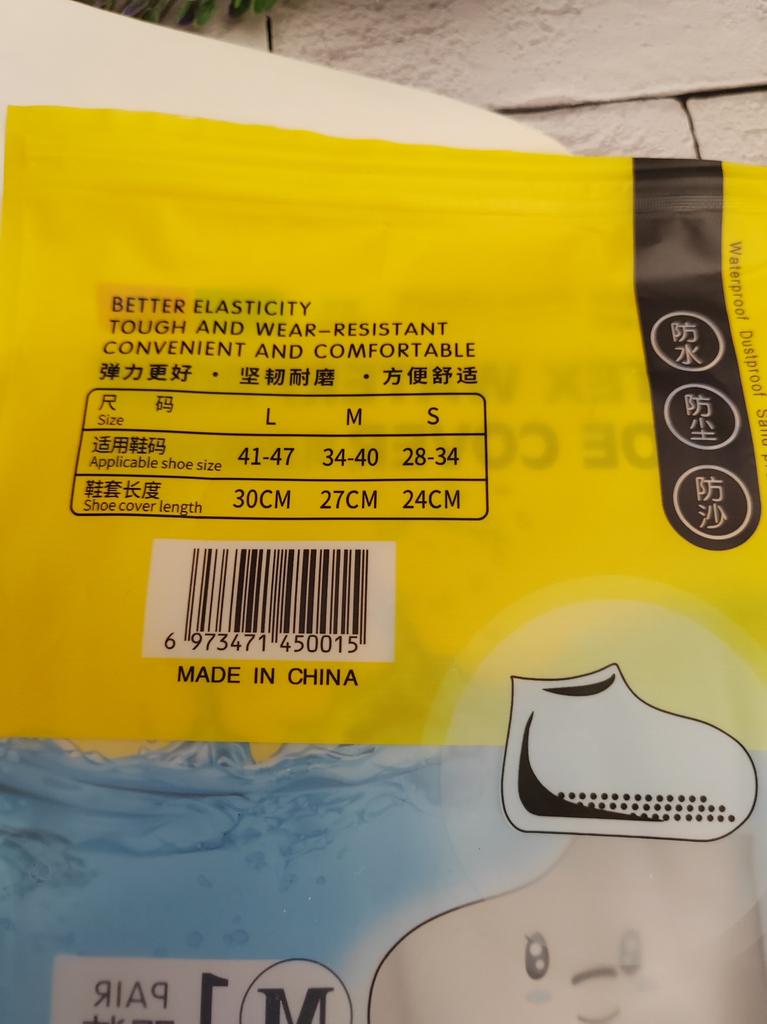 BETTER ELASTICITY
TOUGH AND WEAR-RESISTANT
CONVENIENT AND COMFORTABLE
弹力更好 · 坚韧耐磨 · 方便舒适
尺 码
Size L M S
适用鞋码
Applicable shoe size 41-47 34-40 28-34
鞋套长度
Shoe cover length 30CM 27CM 24CM
6 973471 450015
MADE IN CHINA
防水
防尘
防沙
Waterproof Dustproof Sand
PAIR
1
M